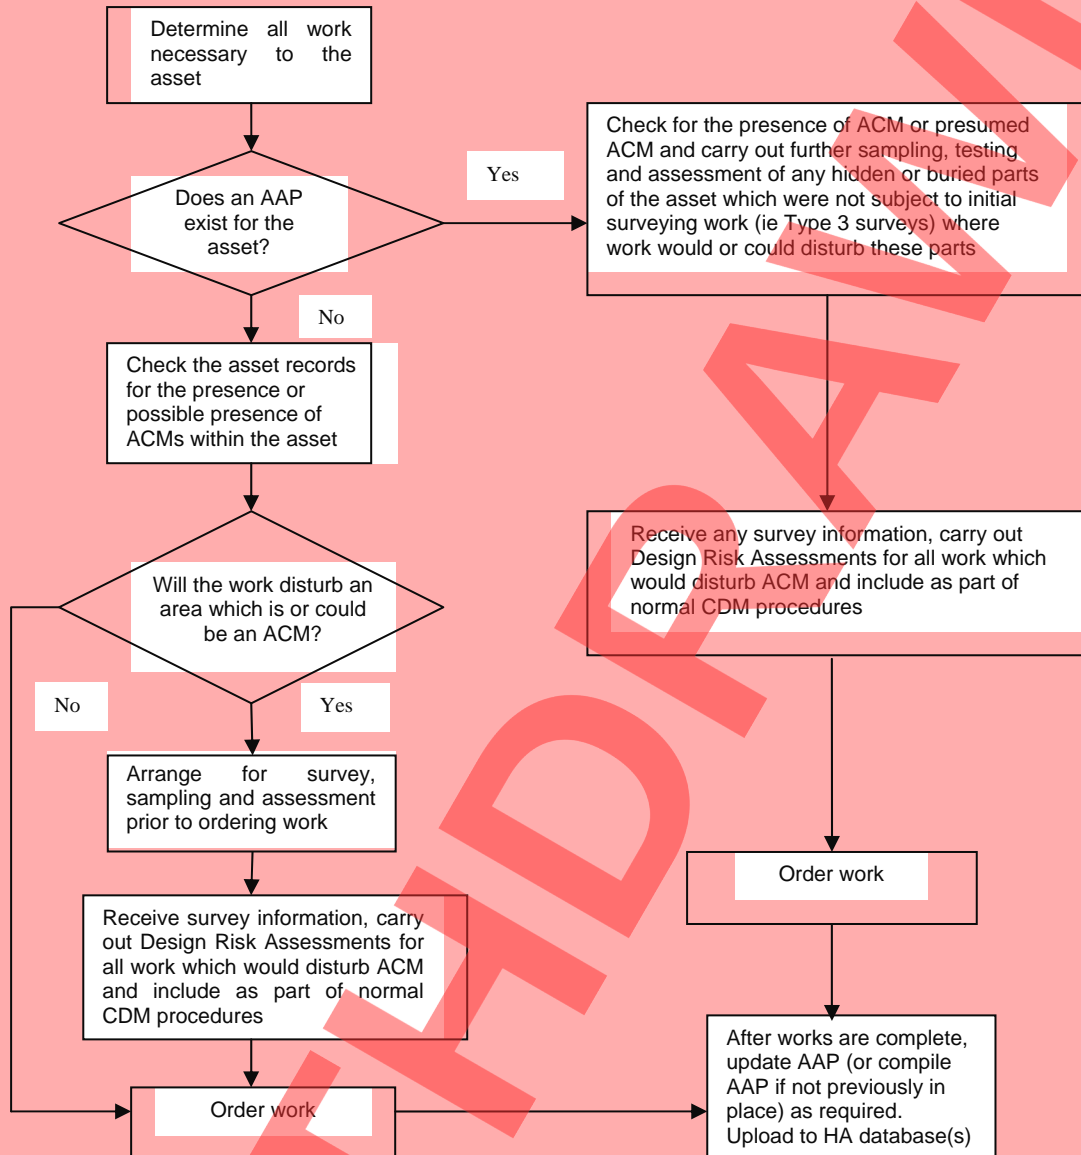 Determine all work
necessary to the
asset
Does an AAP
exist for the
asset?
Yes
Check for the presence of ACM or presumed
ACM and carry out further sampling, testing
and assessment of any hidden or buried parts
of the asset which were not subject to initial
surveying work (ie Type 3 surveys) where
work would or could disturb these parts
No
Check the asset records
for the presence or
possible presence of
ACMs within the asset
Receive any survey information, carry out
Design Risk Assessments for all work which
would disturb ACM and include as part of
normal CDM procedures
Will the work disturb an
area which is or could
be an ACM?
No
Yes
Arrange for survey,
sampling and assessment
prior to ordering work
Order work
Receive survey information, carry
out Design Risk Assessments for
all work which would disturb ACM
and include as part of normal
CDM procedures
After works are complete,
update AAP (or compile
AAP if not previously in
place) as required.
Upload to HA database(s)
Order work
THDRAW